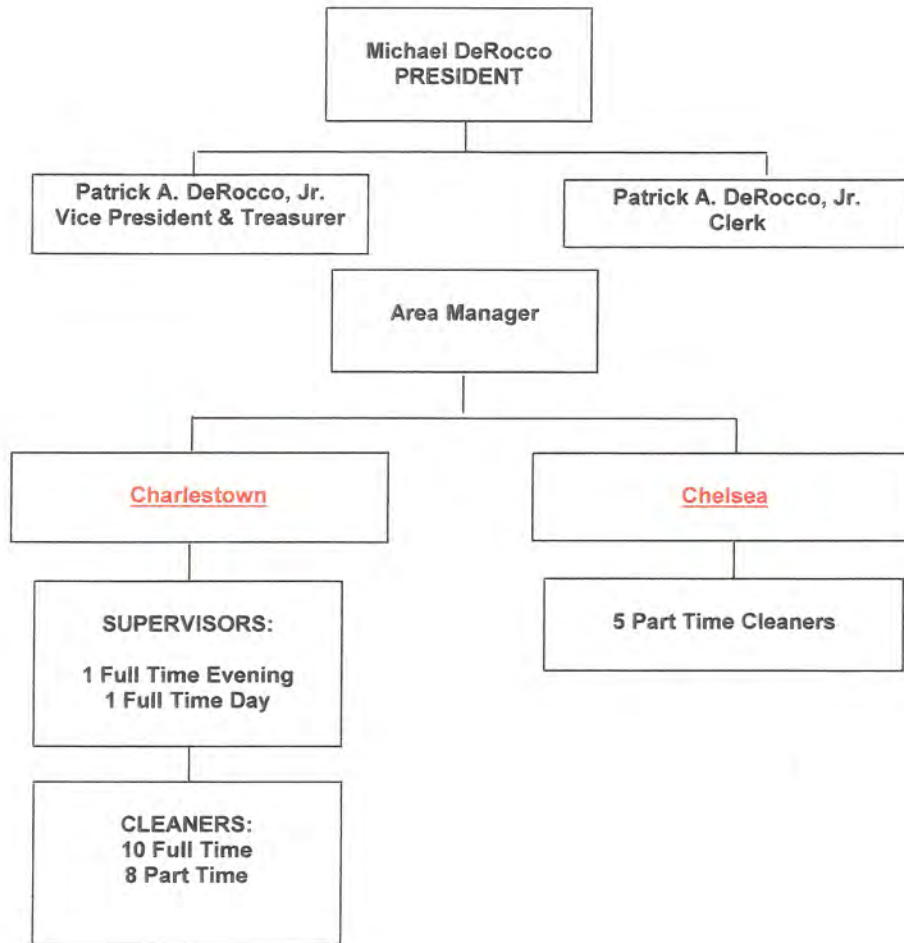 Michael DeRocco
PRESIDENT
Patrick A. DeRocco, Jr.
Vice President & Treasurer
Patrick A. DeRocco, Jr.
Clerk
Area Manager
Charlestown
Chelsea
SUPERVISORS:
1 Full Time Evening
1 Full Time Day
5 Part Time Cleaners
CLEANERS:
10 Full Time
8 Part Time